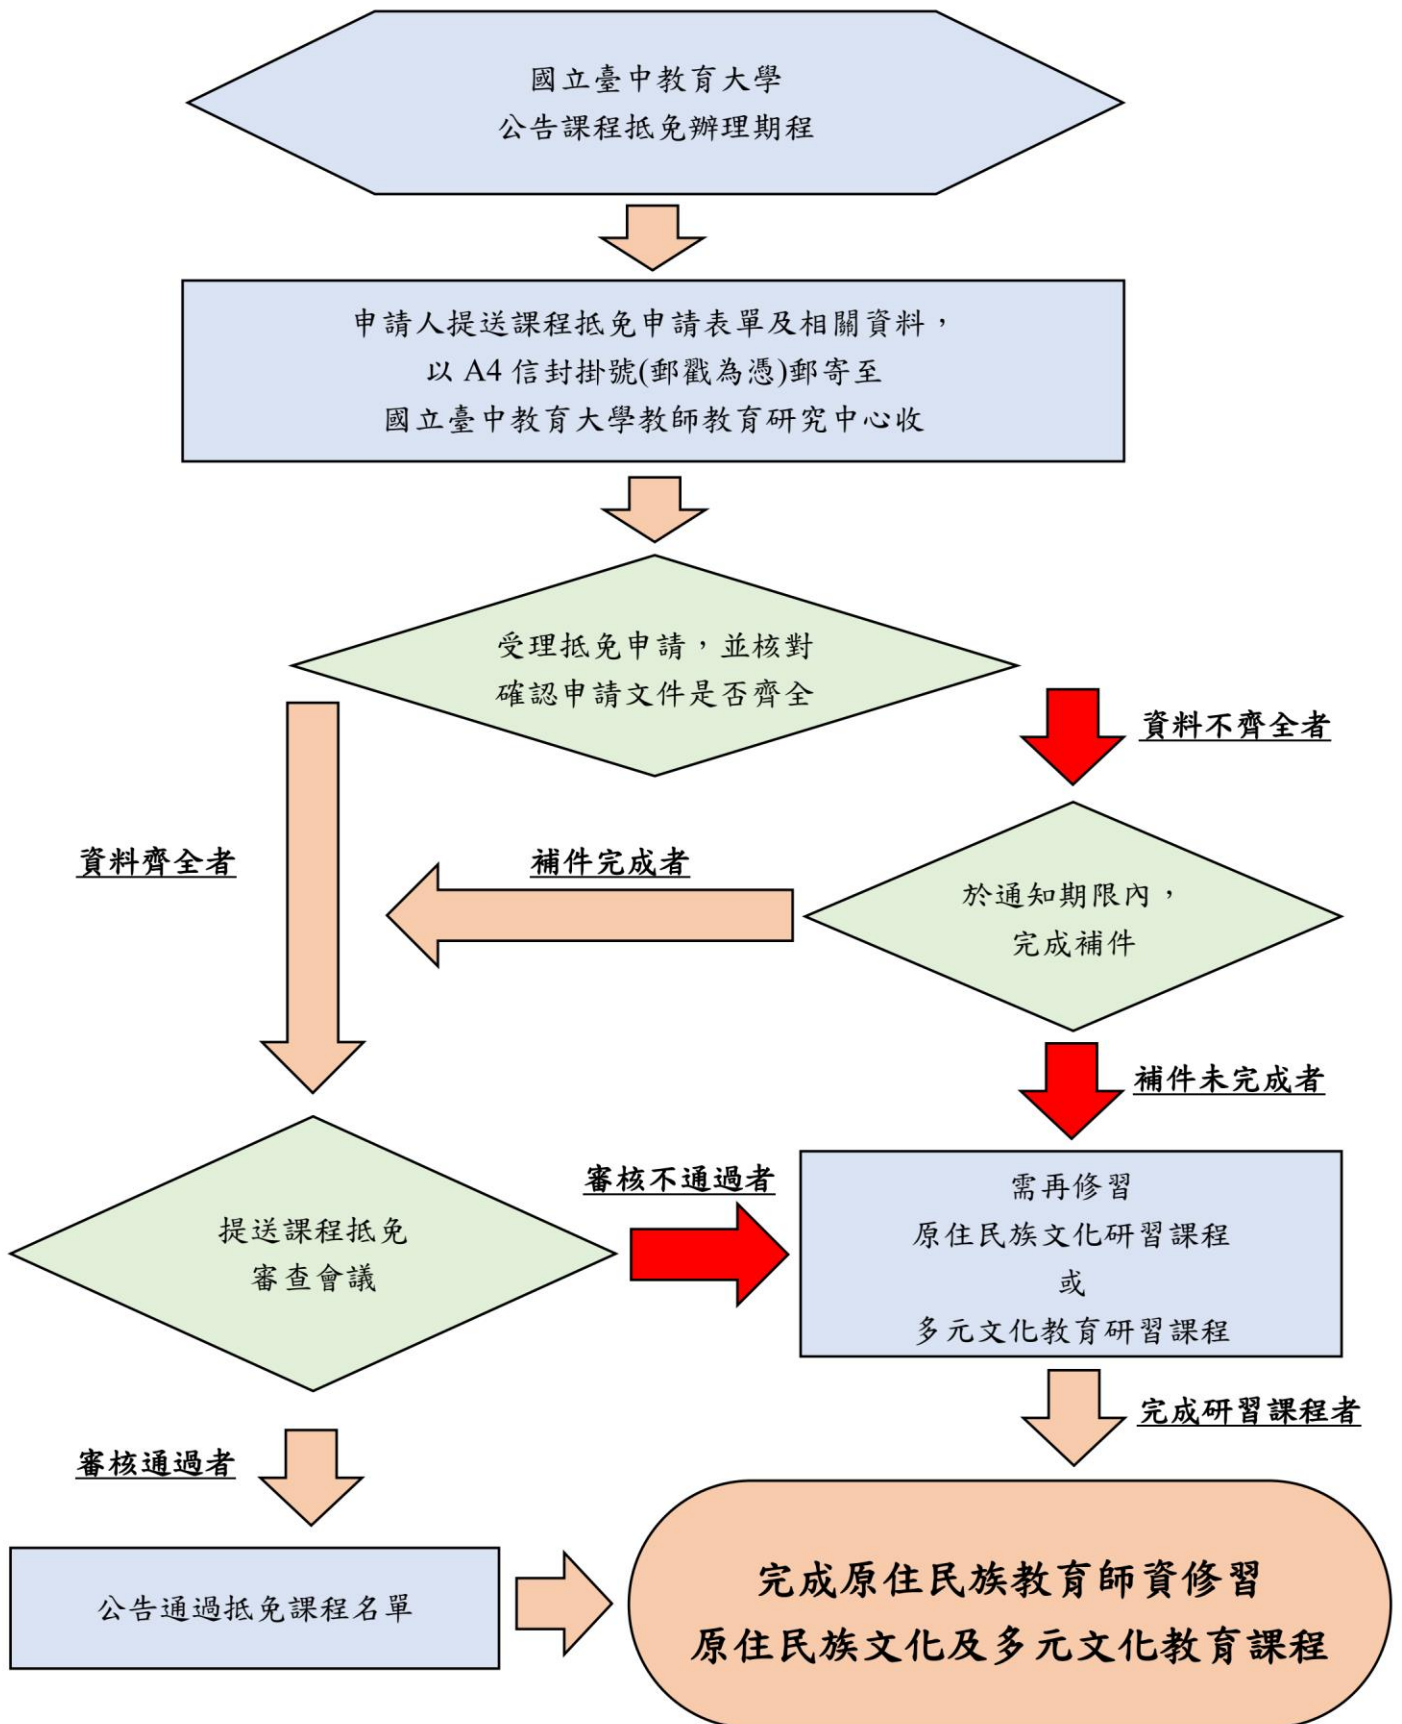 國立臺中教育大學
公告課程抵免辦理期程
申請人提送課程抵免申請表單及相關資料，
以 A4 信封掛號(郵戳為憑)郵寄至
國立臺中教育大學教師教育研究中心收
受理抵免申請，並核對
確認申請文件是否齊全
資料不齊全者
資料齊全者
補件完成者
於通知期限內，
完成補件
補件未完成者
提送課程抵免
審查會議
審核不通過者
需再修習
原住民族文化研習課程
或
多元文化教育研習課程
完成研習課程者
審核通過者
公告通過抵免課程名單
完成原住民族教育師資修習
原住民族文化及多元文化教育課程